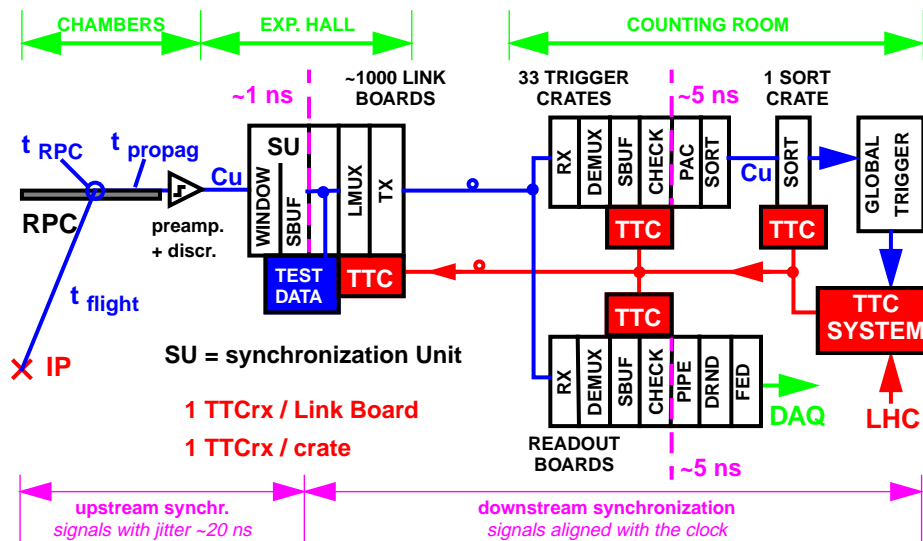 CHAMBERS
EXP. HALL
COUNTING ROOM
~1000 LINK
BOARDS
33 TRIGGER
CRATES
1 SORT
CRATE
~1 ns
~5 ns
t RPC
t propag
Cu
RPC
preamp.
+ discr.
WINDOW
SU
SBUF
LMUX
TX
TEST
DATA
TTC
RX
DEMUX
SBUF
CHECK
PAC
SORT
Cu
SORT
GLOBAL
TRIGGER
TTC
TTC
t flight
IP
SU = synchronization Unit
1 TTCrx / Link Board
1 TTCrx / crate
TTC
RX
DEMUX
SBUF
CHECK
PIPE
DRND
FED
READOUT
BOARDS
~5 ns
DAQ
TTC
SYSTEM
LHC
upstream synchr.
signals with jitter ~20 ns
downstream synchronization
signals aligned with the clock